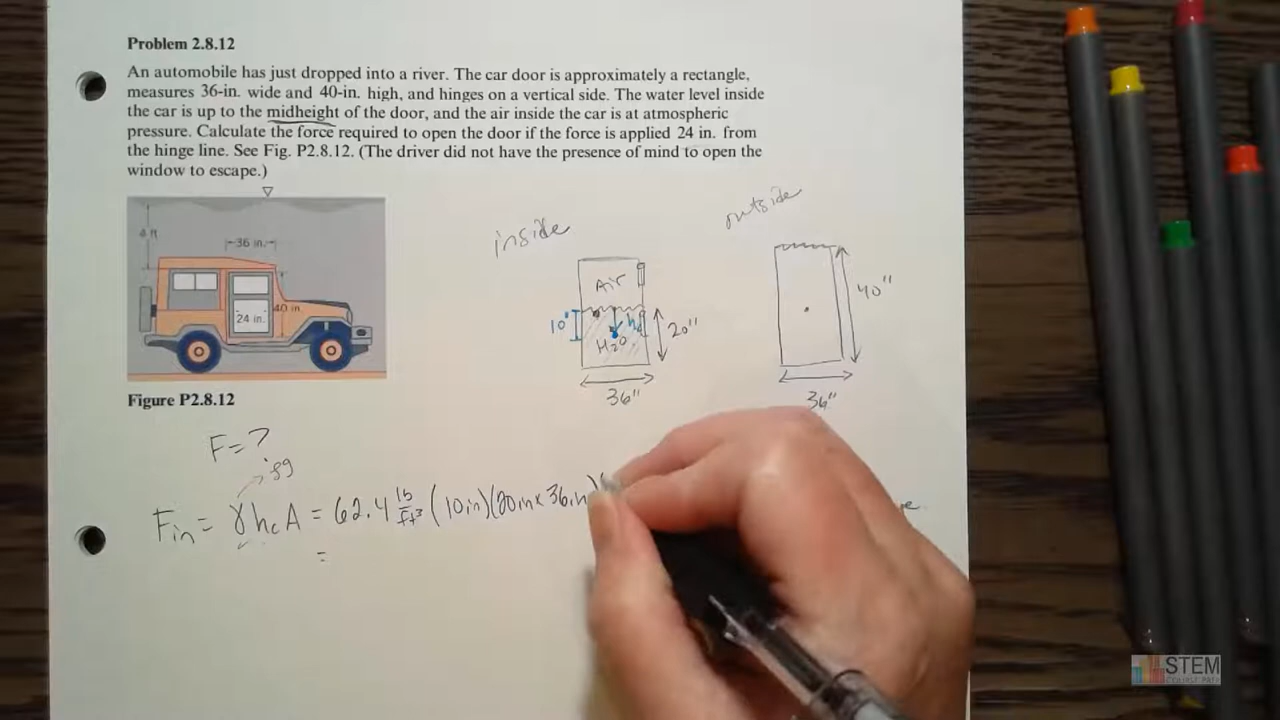 Problem 2.8.12
An automobile has just dropped into a river. The car door is approximately a rectangle,
measures 36-in. wide and 40-in. high, and hinges on a vertical side. The water level inside
the car is up to the midheight of the door, and the air inside the car is at atmospheric
pressure. Calculate the force required to open the door if the force is applied 24 in. from
the hinge line. See Fig. P2.8.12. (The driver did not have the presence of mind to open the
window to escape.)
36 in.
40 in
24 in.
Figure P2.8.12
inside
outside
Air
10"
H2O
20"
36"
40"
36"
F = ?
ρg
Fin = γhcA = 62.4 lb/ft³ (10in)(20in x 36in)
=
STEM